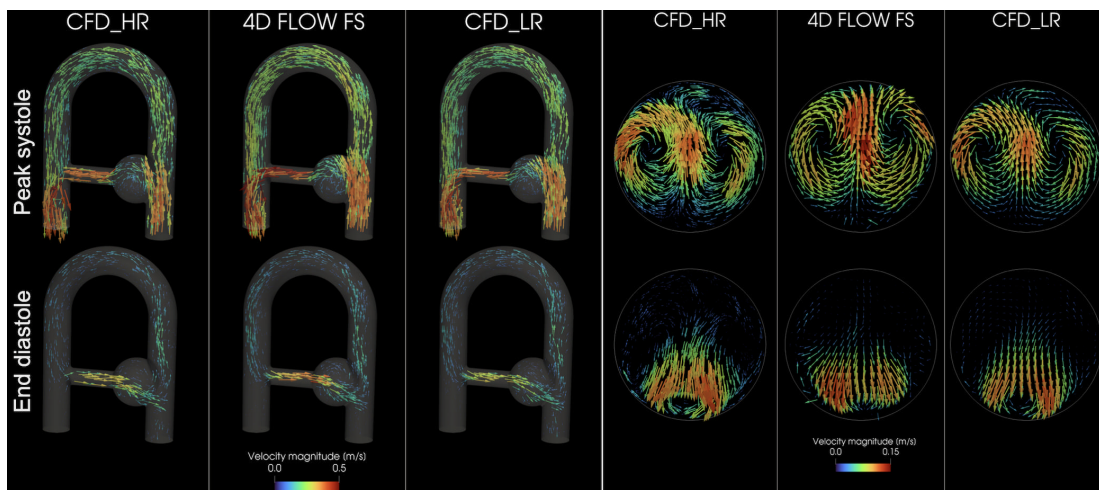 CFD_HR
4D FLOW FS
CFD_LR
CFD_HR
4D FLOW FS
CFD_LR
Peak systole
End diastole
Velocity magnitude [m/s]
0.0 0.5
Velocity magnitude [m/s]
0.0 0.15